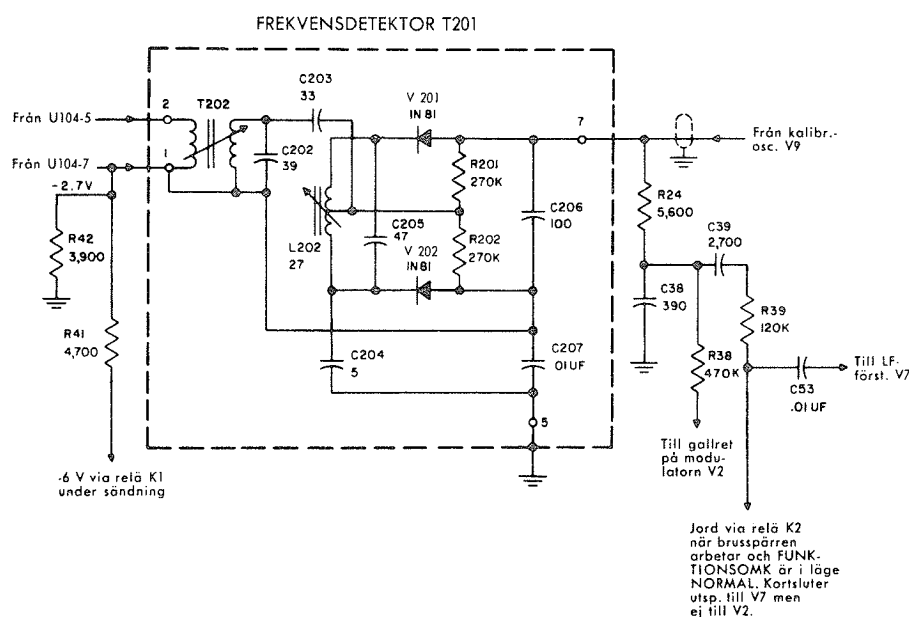 FREKVENSDETEKTOR T201
C203
33
V 201
IN 81
2
T202
7
Från U104-5
Från kalibr.-
osc. V9
C202
39
1
Från U104-7
R201
270K
-2.7V
R24
5,600
C206
100
C205
47
C39
2,700
R42
3,900
R202
270K
L202
27
V 202
IN 81
C38
390
R39
120K
R41
4,700
C204
5
C207
.01UF
R38
470K
Till LF-
först. V7
C53
.01UF
5
Till gallret
på modu-
latorn V2
-6 V via relä K1
under sändning
Jord via relä K2
när brusspärren
arbetar och FUNK-
TIONSOMK är i läge
NORMAL. Kortsluter
utsp. till V7 men
ej till V2.